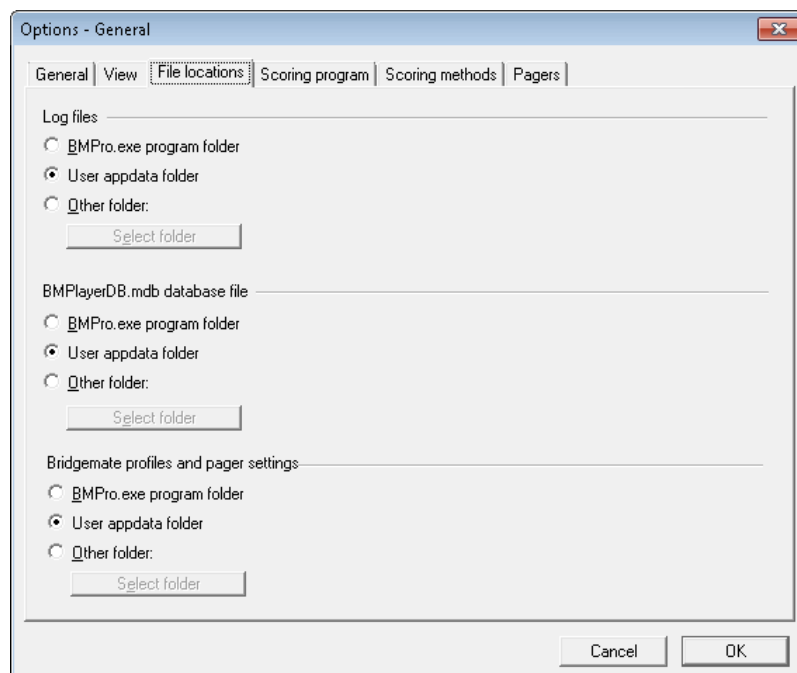 Options - General
General View File locations Scoring program Scoring methods Pagers
Log files
BMPro.exe program folder
User appdata folder
Other folder:
Select folder
BMPlayerDB.mdb database file
BMPro.exe program folder
User appdata folder
Other folder:
Select folder
Bridgemate profiles and pager settings
BMPro.exe program folder
User appdata folder
Other folder:
Select folder
Cancel OK